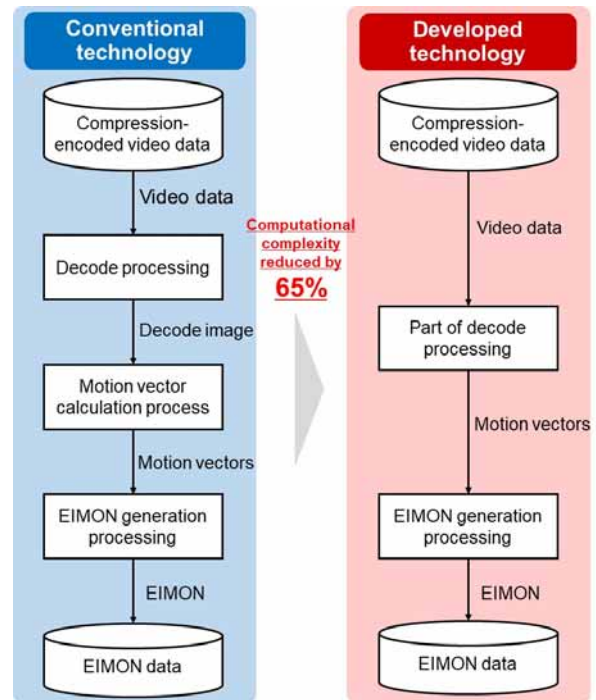 Conventional
technology
Compression-
encoded video data
Video data
Decode processing
Decode image
Motion vector
calculation process
Motion vectors
EIMON generation
processing
EIMON
EIMON data
Computational
complexity
reduced by
65%
Developed
technology
Compression-
encoded video data
Video data
Part of decode
processing
Motion vectors
EIMON generation
processing
EIMON
EIMON data